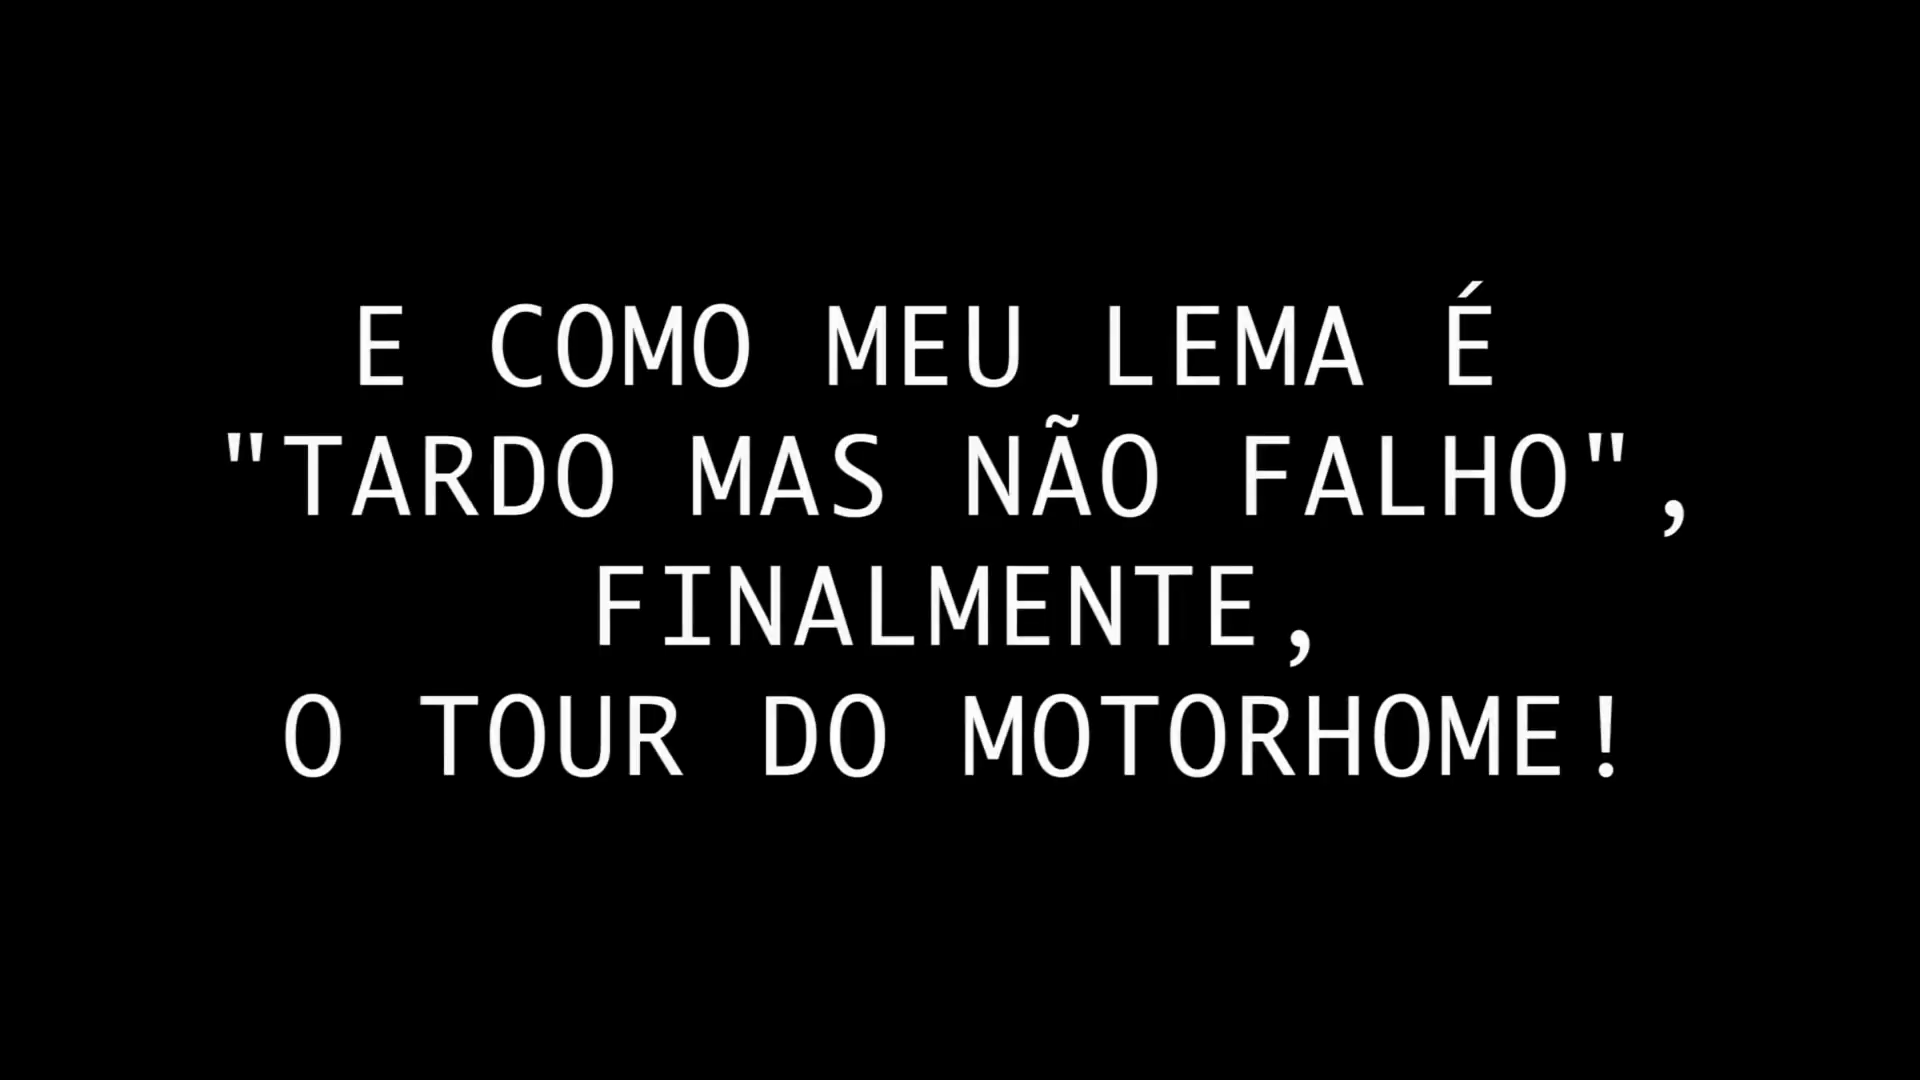 E COMO MEU LEMA É
"TARDO MAS NÃO FALHO",
FINALMENTE,
O TOUR DO MOTORHOME!